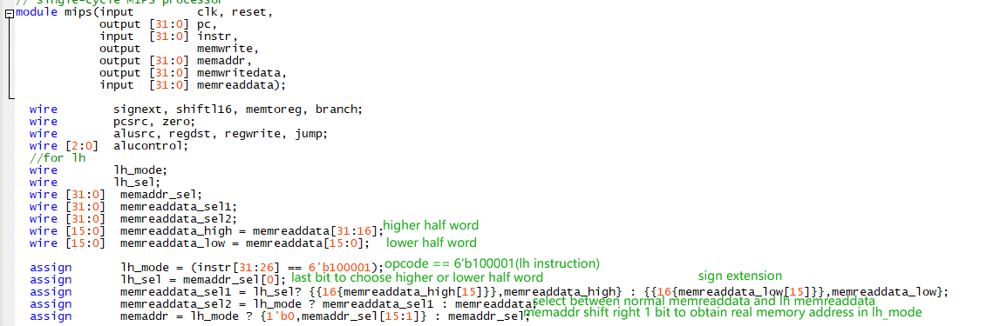 // single-cycle MIPS processor
module mips(input         clk, reset,
            output [31:0] pc,
            input  [31:0] instr,
            output        memwrite,
            output [31:0] memaddr,
            output [31:0] memwritedata,
            input  [31:0] memreaddata);
wire        signext, shiftl16, memtoreg, branch;
wire        pcsrc, zero;
wire        alusrc, regdst, regwrite, jump;
wire [2:0]  alucontrol;
//for lh
wire        lh_mode;
wire        lh_sel;
wire [31:0]  memaddr_sel;
wire [31:0]  memreaddata_sel1;
wire [31:0]  memreaddata_sel2;
wire [15:0]  memreaddata_high = memreaddata[31:16]; higher half word
wire [15:0]  memreaddata_low = memreaddata[15:0]; lower half word
assign       lh_mode = (instr[31:26] == 6'b100001); opcode == 6'b100001(lh instruction)
assign       lh_sel = memaddr_sel[0]; last bit to choose higher or lower half word sign extension
assign       memreaddata_sel1 = lh_sel? {{16{memreaddata_high[15]}},memreaddata_high} : {{16{memreaddata_low[15]}},memreaddata_low};
assign       memreaddata_sel2 = lh_mode ? memreaddata_sel1 : memreaddata; select between normal memreaddata and lh memreaddata
assign       memaddr = lh_mode ? {1'b0,memaddr_sel[15:1]} : memaddr_sel; memaddr shift right 1 bit to obtain real memory address in lh_mode